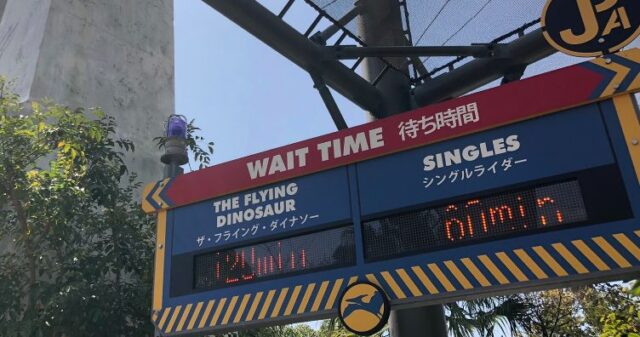 WAIT TIME 待ち時間
THE FLYING
DINOSAUR
ザ・フライング・ダイナソー
120min
SINGLES
シングルライダー
60min